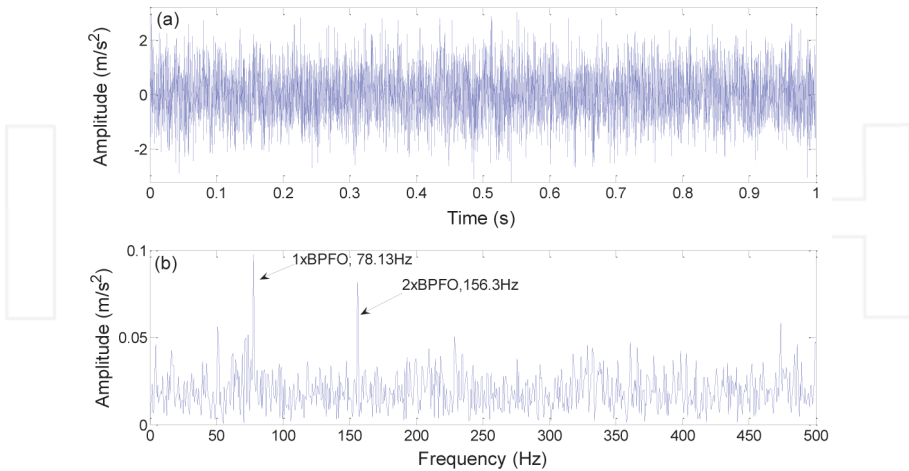 (a)
Amplitude (m/s²)
2
0
-2
0 0.1 0.2 0.3 0.4 0.5 0.6 0.7 0.8 0.9 1
Time (s)
(b)
1xBPFO; 78.13Hz
2xBPFO,156.3Hz
Amplitude (m/s²)
0.1
0.05
0
0 50 100 150 200 250 300 350 400 450 500
Frequency (Hz)